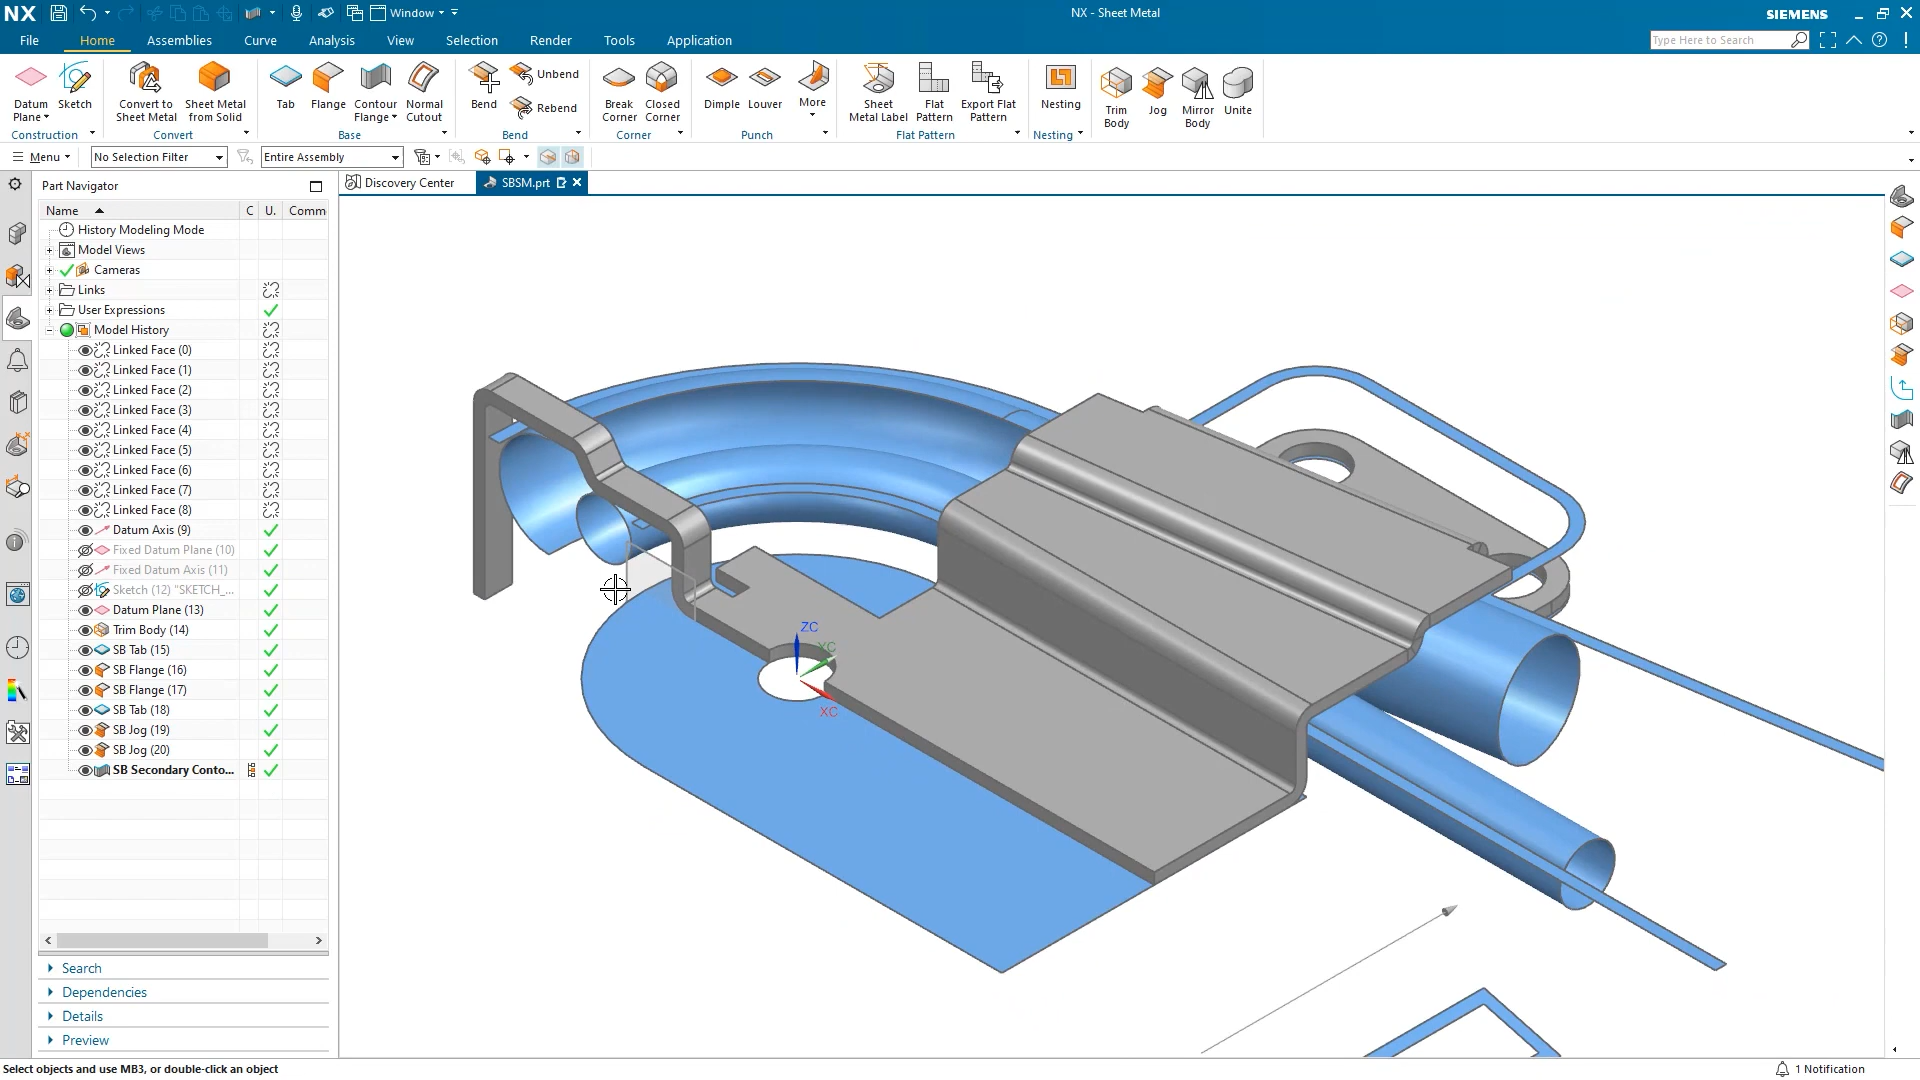 NX
Window
NX - Sheet Metal
SIEMENS
File
Home
Assemblies
Curve
Analysis
View
Selection
Render
Tools
Application
Type Here to Search
Datum Plane
Sketch
Construction
Convert to Sheet Metal
Sheet Metal from Solid
Convert
Tab
Flange
Contour Flange
Normal Cutout
Base
Bend
Unbend
Rebend
Bend
Break Corner
Closed Corner
Corner
Dimple
Louver
More
Punch
Sheet Metal Label
Flat Pattern
Export Flat Pattern
Flat Pattern
Nesting
Nesting
Trim Body
Jog
Mirror Body
Unite
Menu
No Selection Filter
Entire Assembly
Part Navigator
Discovery Center
SBSM.prt
Name C U. Comm
History Modeling Mode
Model Views
Cameras
Links
User Expressions
Model History
Linked Face (0)
Linked Face (1)
Linked Face (2)
Linked Face (3)
Linked Face (4)
Linked Face (5)
Linked Face (6)
Linked Face (7)
Linked Face (8)
Datum Axis (9)
Fixed Datum Plane (10)
Fixed Datum Axis (11)
Sketch (12) "SKETCH_...
Datum Plane (13)
Trim Body (14)
SB Tab (15)
SB Flange (16)
SB Flange (17)
SB Tab (18)
SB Jog (19)
SB Jog (20)
SB Secondary Conto...
ZC
YC
XC
Search
Dependencies
Details
Preview
Select objects and use MB3, or double-click an object
1 Notification